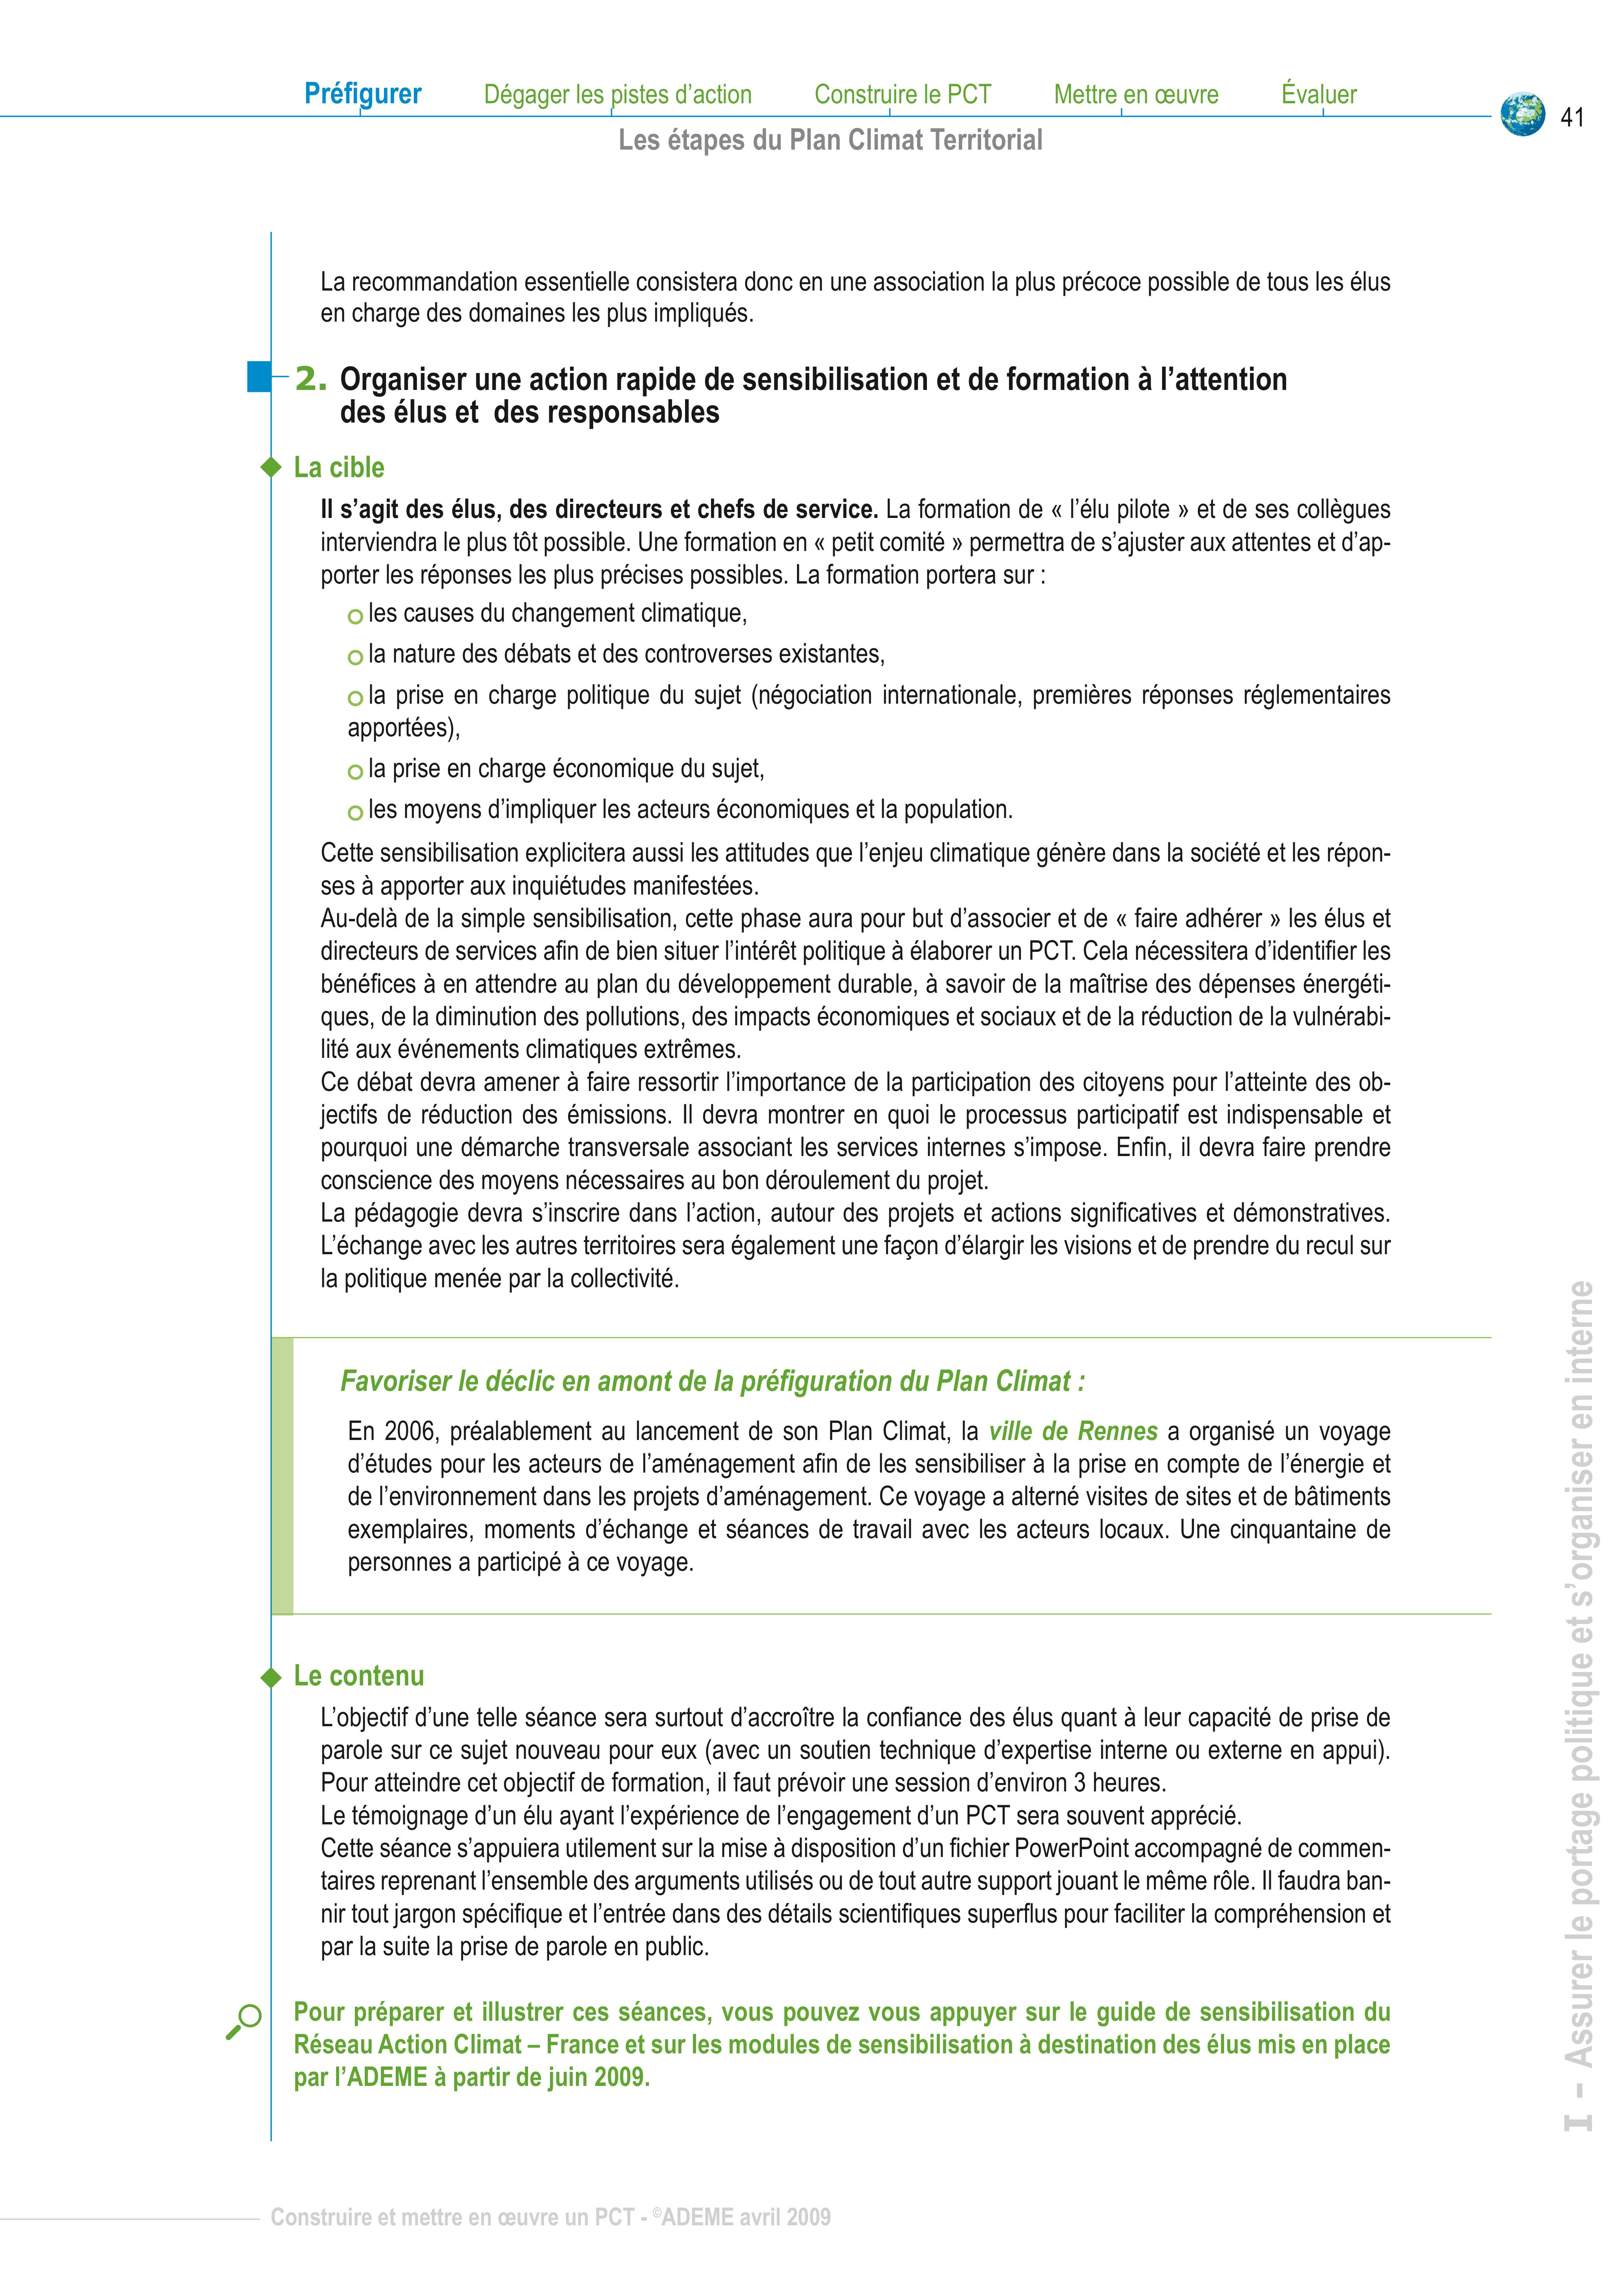 Préfigurer Dégager les pistes d’action Construire le PCT Mettre en œuvre Évaluer
41
Les étapes du Plan Climat Territorial
La recommandation essentielle consistera donc en une association la plus précoce possible de tous les élus
en charge des domaines les plus impliqués.
2. Organiser une action rapide de sensibilisation et de formation à l’attention
des élus et des responsables
La cible
Il s’agit des élus, des directeurs et chefs de service. La formation de « l’élu pilote » et de ses collègues
interviendra le plus tôt possible. Une formation en « petit comité » permettra de s’ajuster aux attentes et d’ap-
porter les réponses les plus précises possibles. La formation portera sur :
les causes du changement climatique,
la nature des débats et des controverses existantes,
la prise en charge politique du sujet (négociation internationale, premières réponses réglementaires
apportées),
la prise en charge économique du sujet,
les moyens d’impliquer les acteurs économiques et la population.
Cette sensibilisation explicitera aussi les attitudes que l’enjeu climatique génère dans la société et les répon-
ses à apporter aux inquiétudes manifestées.
Au-delà de la simple sensibilisation, cette phase aura pour but d’associer et de « faire adhérer » les élus et
directeurs de services afin de bien situer l’intérêt politique à élaborer un PCT. Cela nécessitera d’identifier les
bénéfices à en attendre au plan du développement durable, à savoir de la maîtrise des dépenses énergéti-
ques, de la diminution des pollutions, des impacts économiques et sociaux et de la réduction de la vulnérabi-
lité aux événements climatiques extrêmes.
Ce débat devra amener à faire ressortir l’importance de la participation des citoyens pour l’atteinte des ob-
jectifs de réduction des émissions. Il devra montrer en quoi le processus participatif est indispensable et
pourquoi une démarche transversale associant les services internes s’impose. Enfin, il devra faire prendre
conscience des moyens nécessaires au bon déroulement du projet.
La pédagogie devra s’inscrire dans l’action, autour des projets et actions significatives et démonstratives.
L’échange avec les autres territoires sera également une façon d’élargir les visions et de prendre du recul sur
la politique menée par la collectivité.
Favoriser le déclic en amont de la préfiguration du Plan Climat :
En 2006, préalablement au lancement de son Plan Climat, la ville de Rennes a organisé un voyage
d’études pour les acteurs de l’aménagement afin de les sensibiliser à la prise en compte de l’énergie et
de l’environnement dans les projets d’aménagement. Ce voyage a alterné visites de sites et de bâtiments
exemplaires, moments d’échange et séances de travail avec les acteurs locaux. Une cinquantaine de
personnes a participé à ce voyage.
Le contenu
L’objectif d’une telle séance sera surtout d’accroître la confiance des élus quant à leur capacité de prise de
parole sur ce sujet nouveau pour eux (avec un soutien technique d’expertise interne ou externe en appui).
Pour atteindre cet objectif de formation, il faut prévoir une session d’environ 3 heures.
Le témoignage d’un élu ayant l’expérience de l’engagement d’un PCT sera souvent apprécié.
Cette séance s’appuiera utilement sur la mise à disposition d’un fichier PowerPoint accompagné de commen-
taires reprenant l’ensemble des arguments utilisés ou de tout autre support jouant le même rôle. Il faudra ban-
nir tout jargon spécifique et l’entrée dans des détails scientifiques superflus pour faciliter la compréhension et
par la suite la prise de parole en public.
Pour préparer et illustrer ces séances, vous pouvez vous appuyer sur le guide de sensibilisation du
Réseau Action Climat – France et sur les modules de sensibilisation à destination des élus mis en place
par l’ADEME à partir de juin 2009.
I – Assurer le portage politique et s’organiser en interne
Construire et mettre en œuvre un PCT - ©ADEME avril 2009